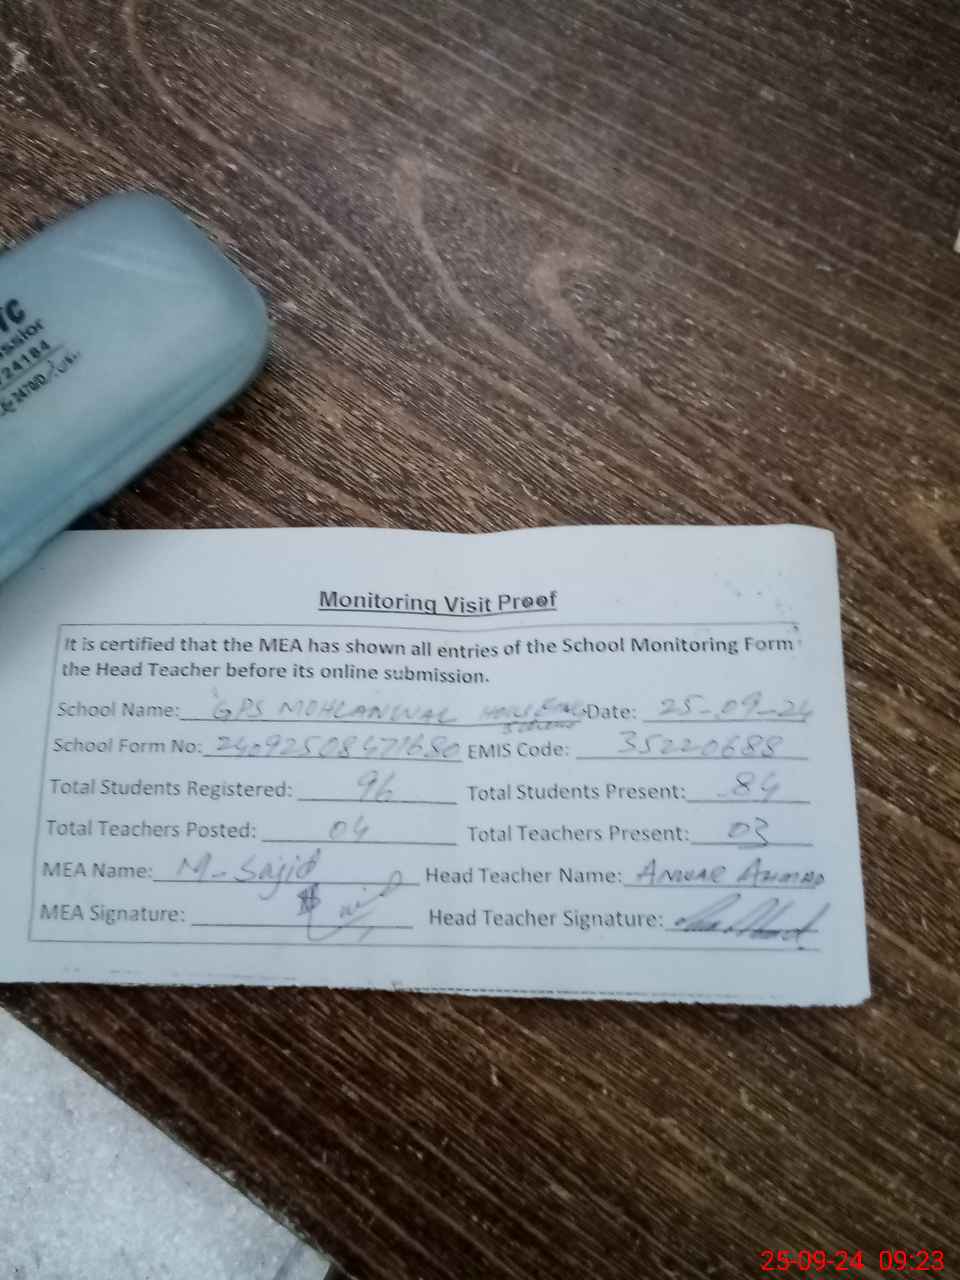 24184
Monitoring Visit Proof
It is certified that the MEA has shown all entries of the School Monitoring Form
the Head Teacher before its online submission.
School Name: GPS MOHLANWAL Date: 25-09-24
Scheme
School Form No: EMIS Code: 35220688
Total Students Registered: 96 Total Students Present: 84
Total Teachers Posted: 04 Total Teachers Present: 03
MEA Name: M-Sajid Head Teacher Name: ANWAR AHMAD
MEA Signature: Head Teacher Signature:
25-09-24 09:23